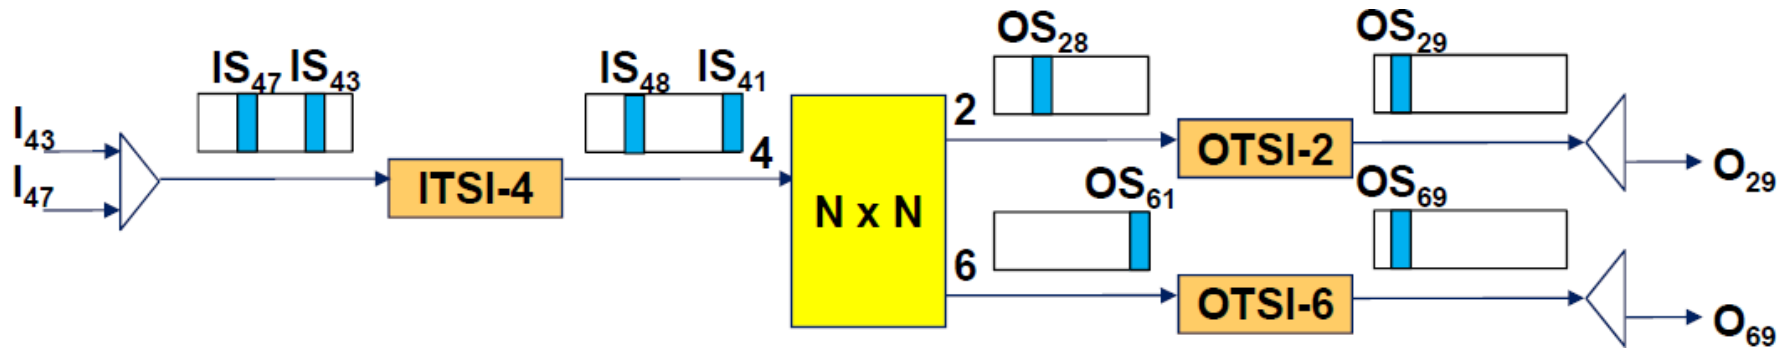 I₄₃
I₄₇
IS₄₇ IS₄₃
ITSI-4
IS₄₈ IS₄₁
4
N x N
2
OS₂₈
OTSI-2
OS₂₉
O₂₉
6
OS₆₁
OTSI-6
OS₆₉
O₆₉